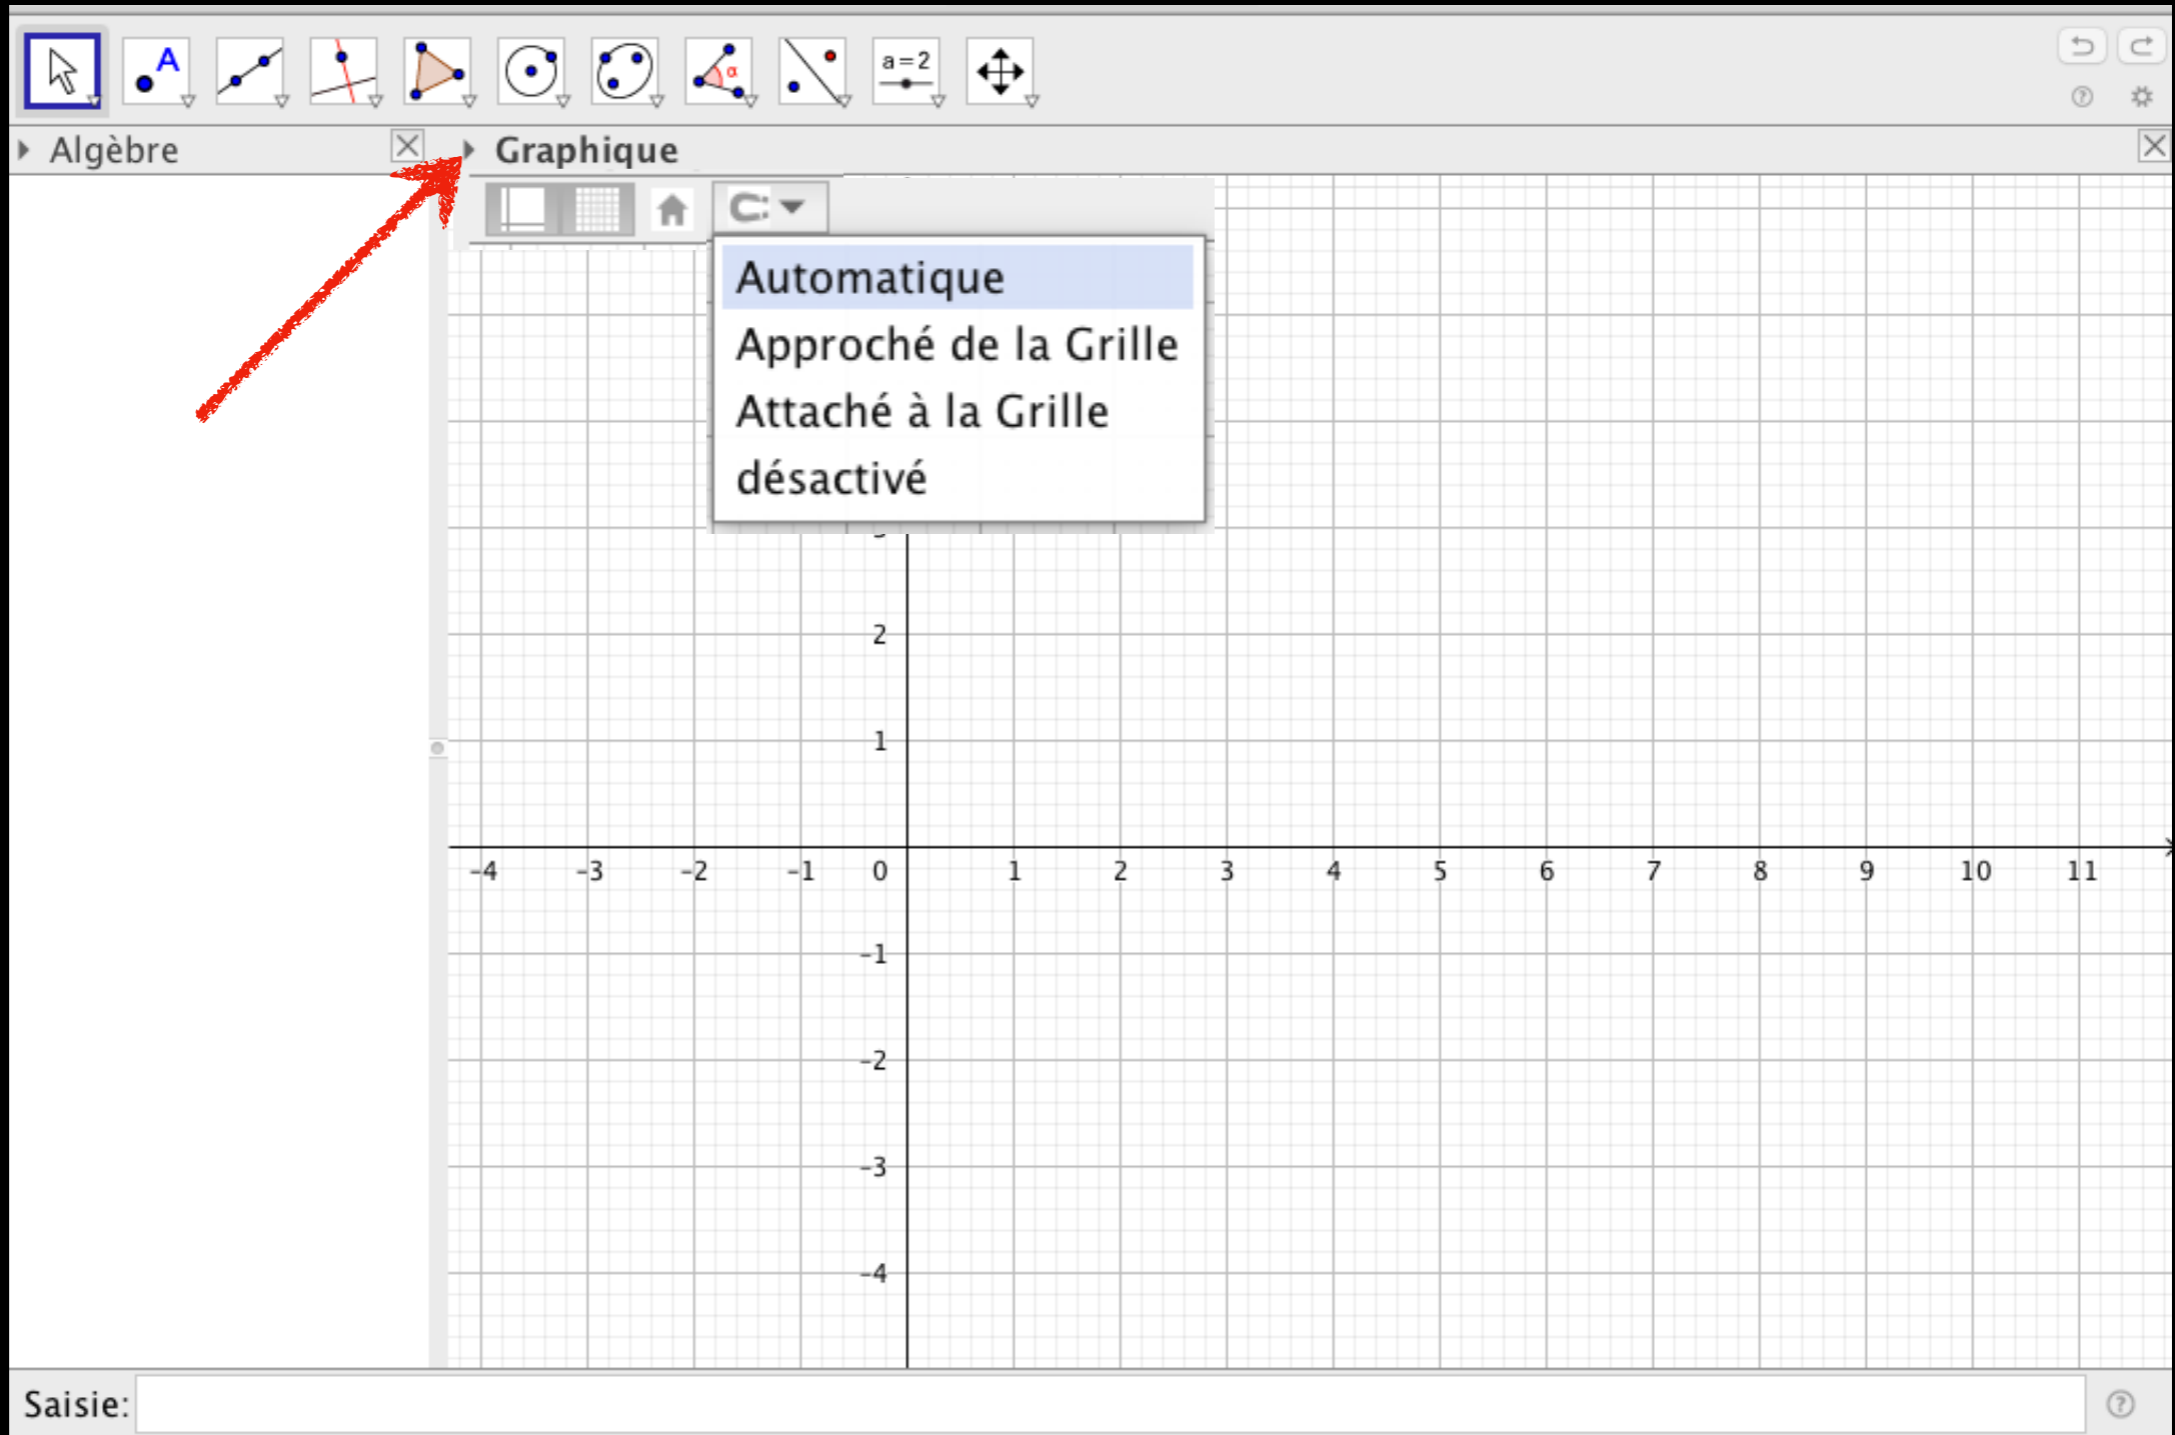 A
α
a=2
Algèbre
Graphique
Automatique
Approché de la Grille
Attaché à la Grille
désactivé
2
1
-4 -3 -2 -1 0 1 2 3 4 5 6 7 8 9 10 11
-1
-2
-3
-4
Saisie: